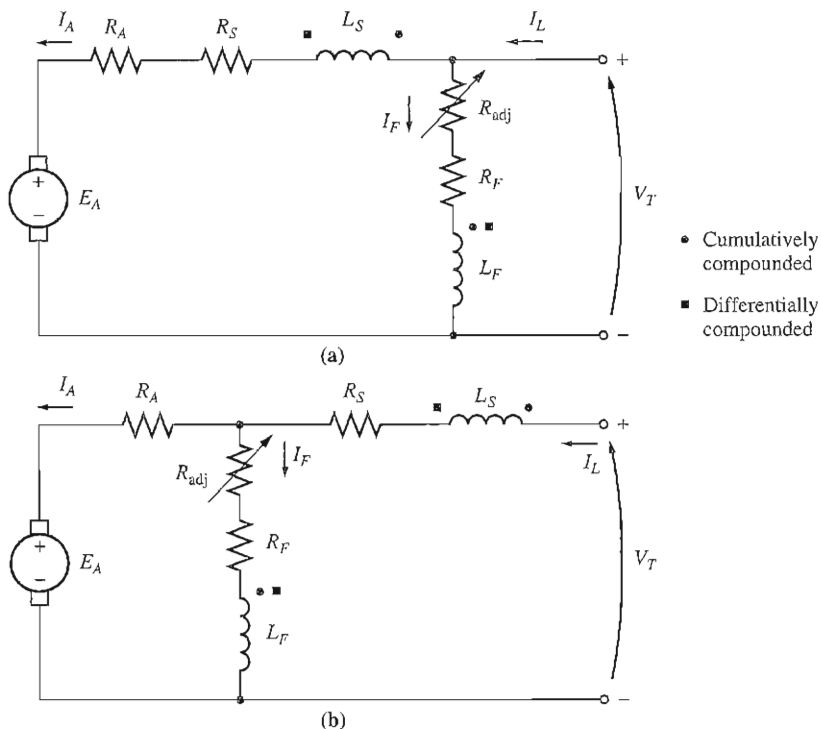 I_A
R_A
R_S
L_S
I_L
+
I_F
R_adj
+
−
E_A
R_F
V_T
L_F
Cumulatively
compounded
Differentially
compounded
−
(a)
I_A
R_A
R_S
L_S
+
I_F
I_L
R_adj
+
−
E_A
R_F
V_T
L_F
−
(b)